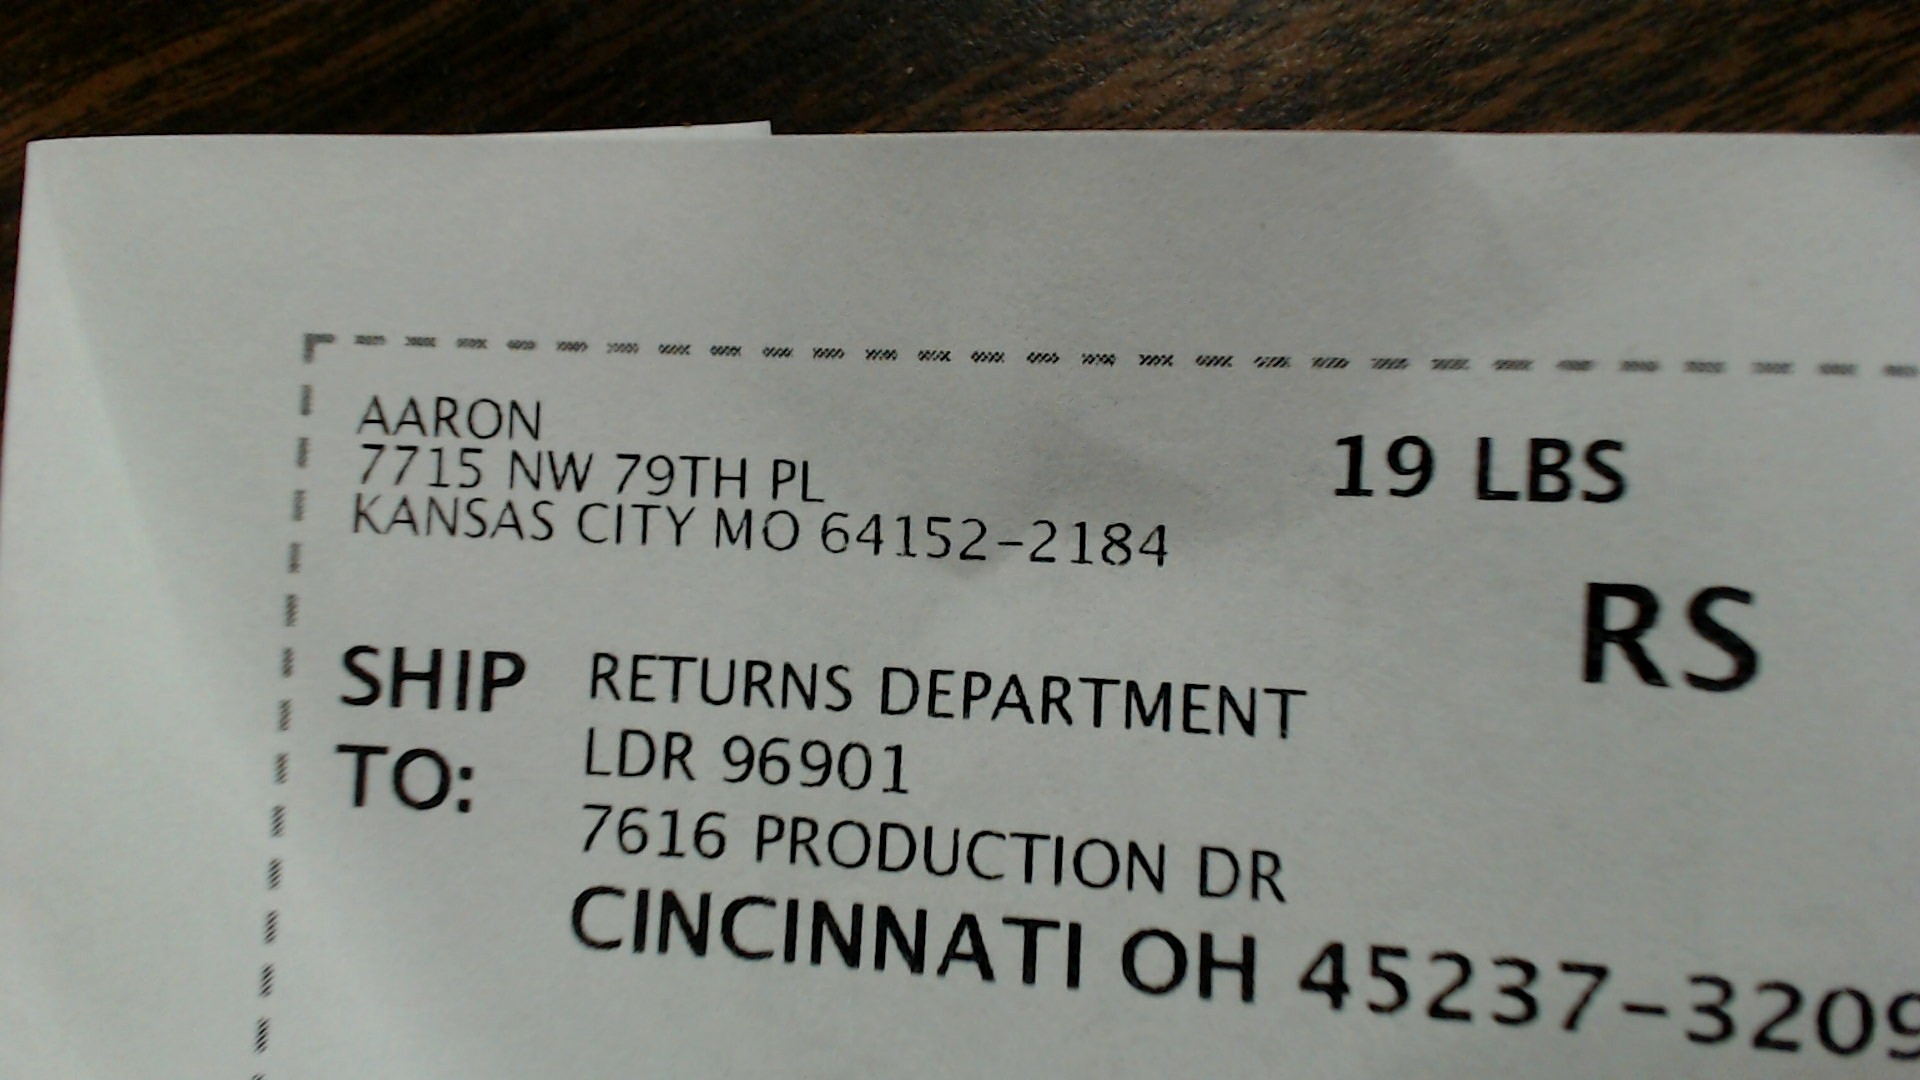 AARON
7715 NW 79TH PL
KANSAS CITY MO 64152-2184
19 LBS
RS
SHIP TO:
RETURNS DEPARTMENT
LDR 96901
7616 PRODUCTION DR
CINCINNATI OH 45237-3209